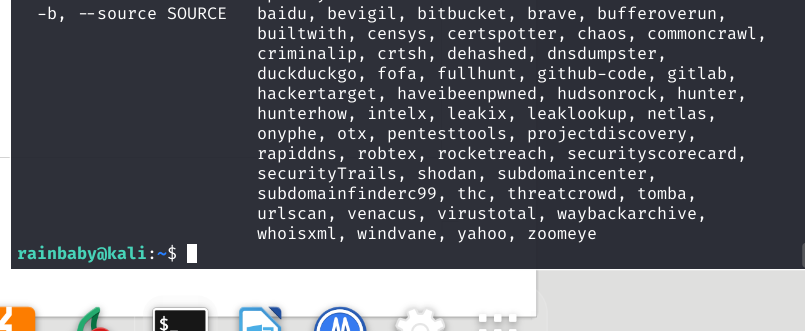 -b, --source SOURCE   baidu, bevigil, bitbucket, brave, bufferoverun,
builtwith, censys, certspotter, chaos, commoncrawl,
criminalip, crtsh, dehashed, dnsdumpster,
duckduckgo, fofa, fullhunt, github-code, gitlab,
hackertarget, haveibeenpwned, hudsonrock, hunter,
hunterhow, intelx, leakix, leaklookup, netlas,
onyphe, otx, pentesttools, projectdiscovery,
rapiddns, robtex, rocketreach, securityscorecard,
securityTrails, shodan, subdomaincenter,
subdomainfinderc99, thc, threatcrowd, tomba,
urlscan, venacus, virustotal, waybackarchive,
whoisxml, windvane, yahoo, zoomeye
rainbaby@kali:~$
$